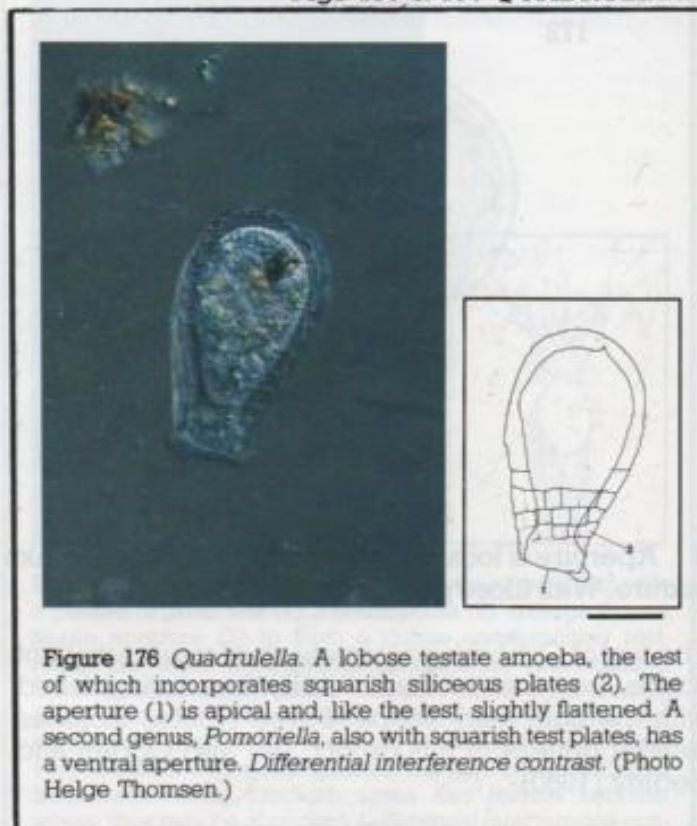 2
1
Figure 176 Quadrulella. A lobose testate amoeba, the test
of which incorporates squarish siliceous plates (2). The
aperture (1) is apical and, like the test, slightly flattened. A
second genus, Pomoriella, also with squarish test plates, has
a ventral aperture. Differential interference contrast. (Photo
Helge Thomsen.)